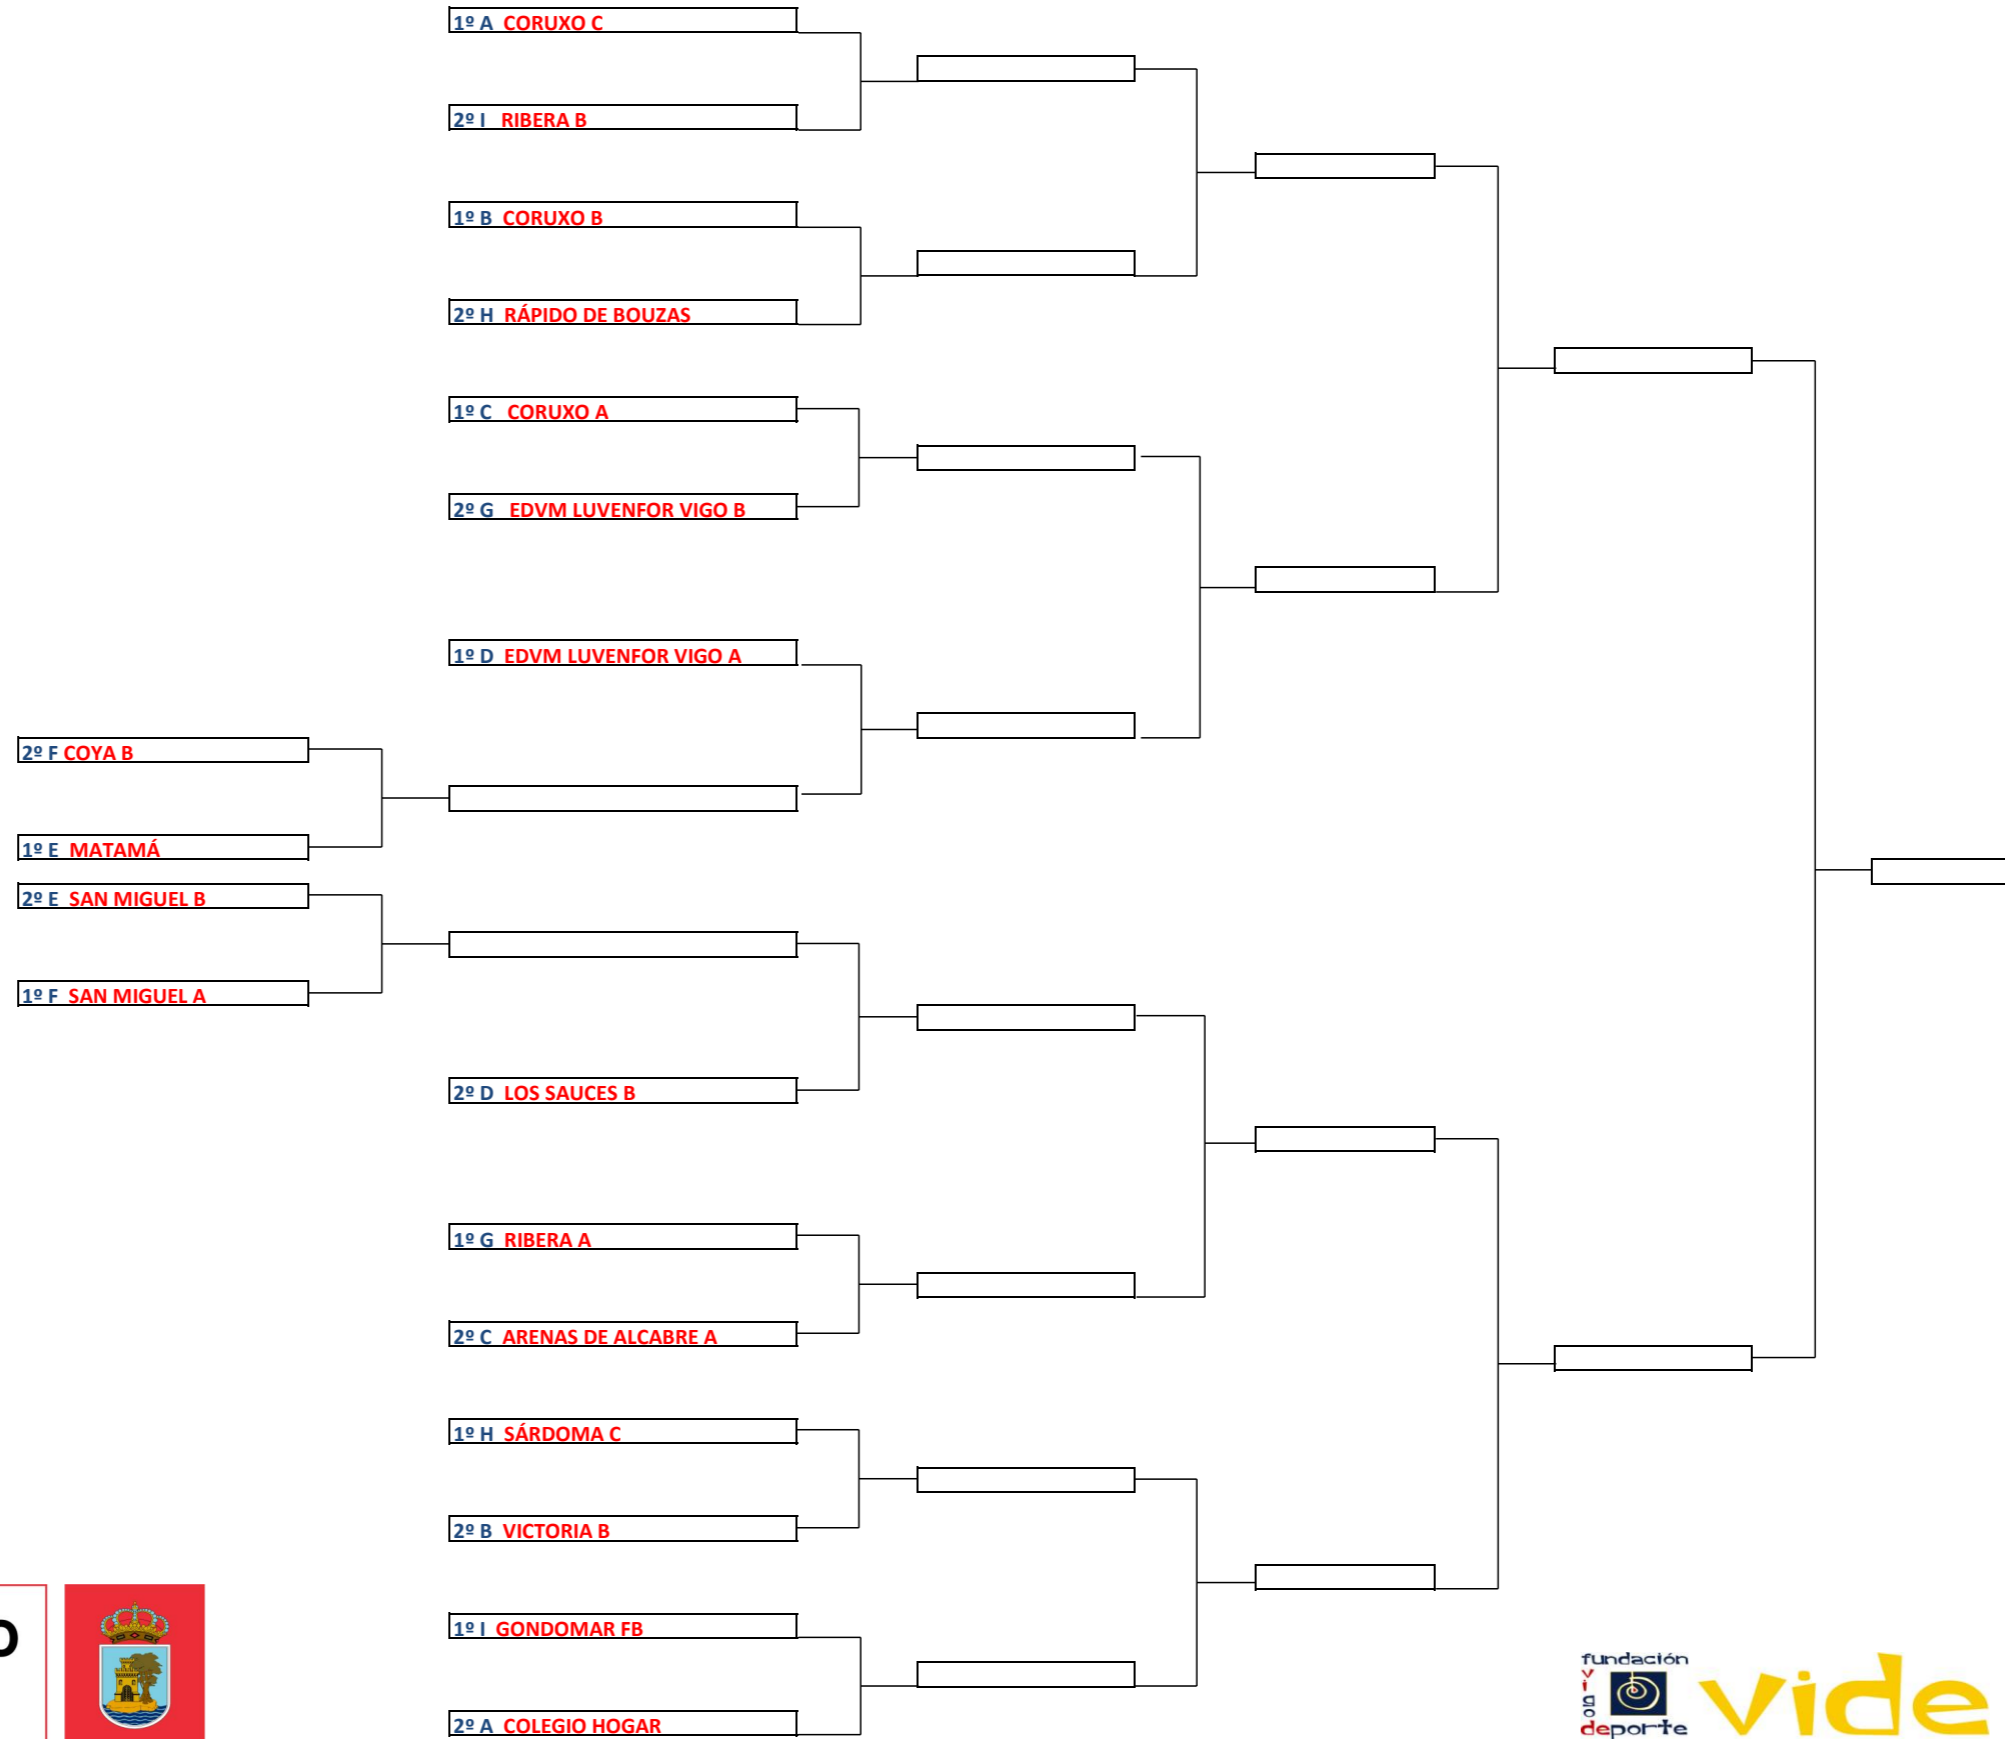 1º A CORUXO C
2º I RIBERA B
1º B CORUXO B
2º H RÁPIDO DE BOUZAS
1º C CORUXO A
2º G EDVM LUVENFOR VIGO B
1º D EDVM LUVENFOR VIGO A
2º F COYA B
1º E MATAMÁ
2º E SAN MIGUEL B
1º F SAN MIGUEL A
2º D LOS SAUCES B
1º G RIBERA A
2º C ARENAS DE ALCABRE A
1º H SÁRDOMA C
2º B VICTORIA B
1º I GONDOMAR FB
2º A COLEGIO HOGAR
fundación
vigo
deporte
vide